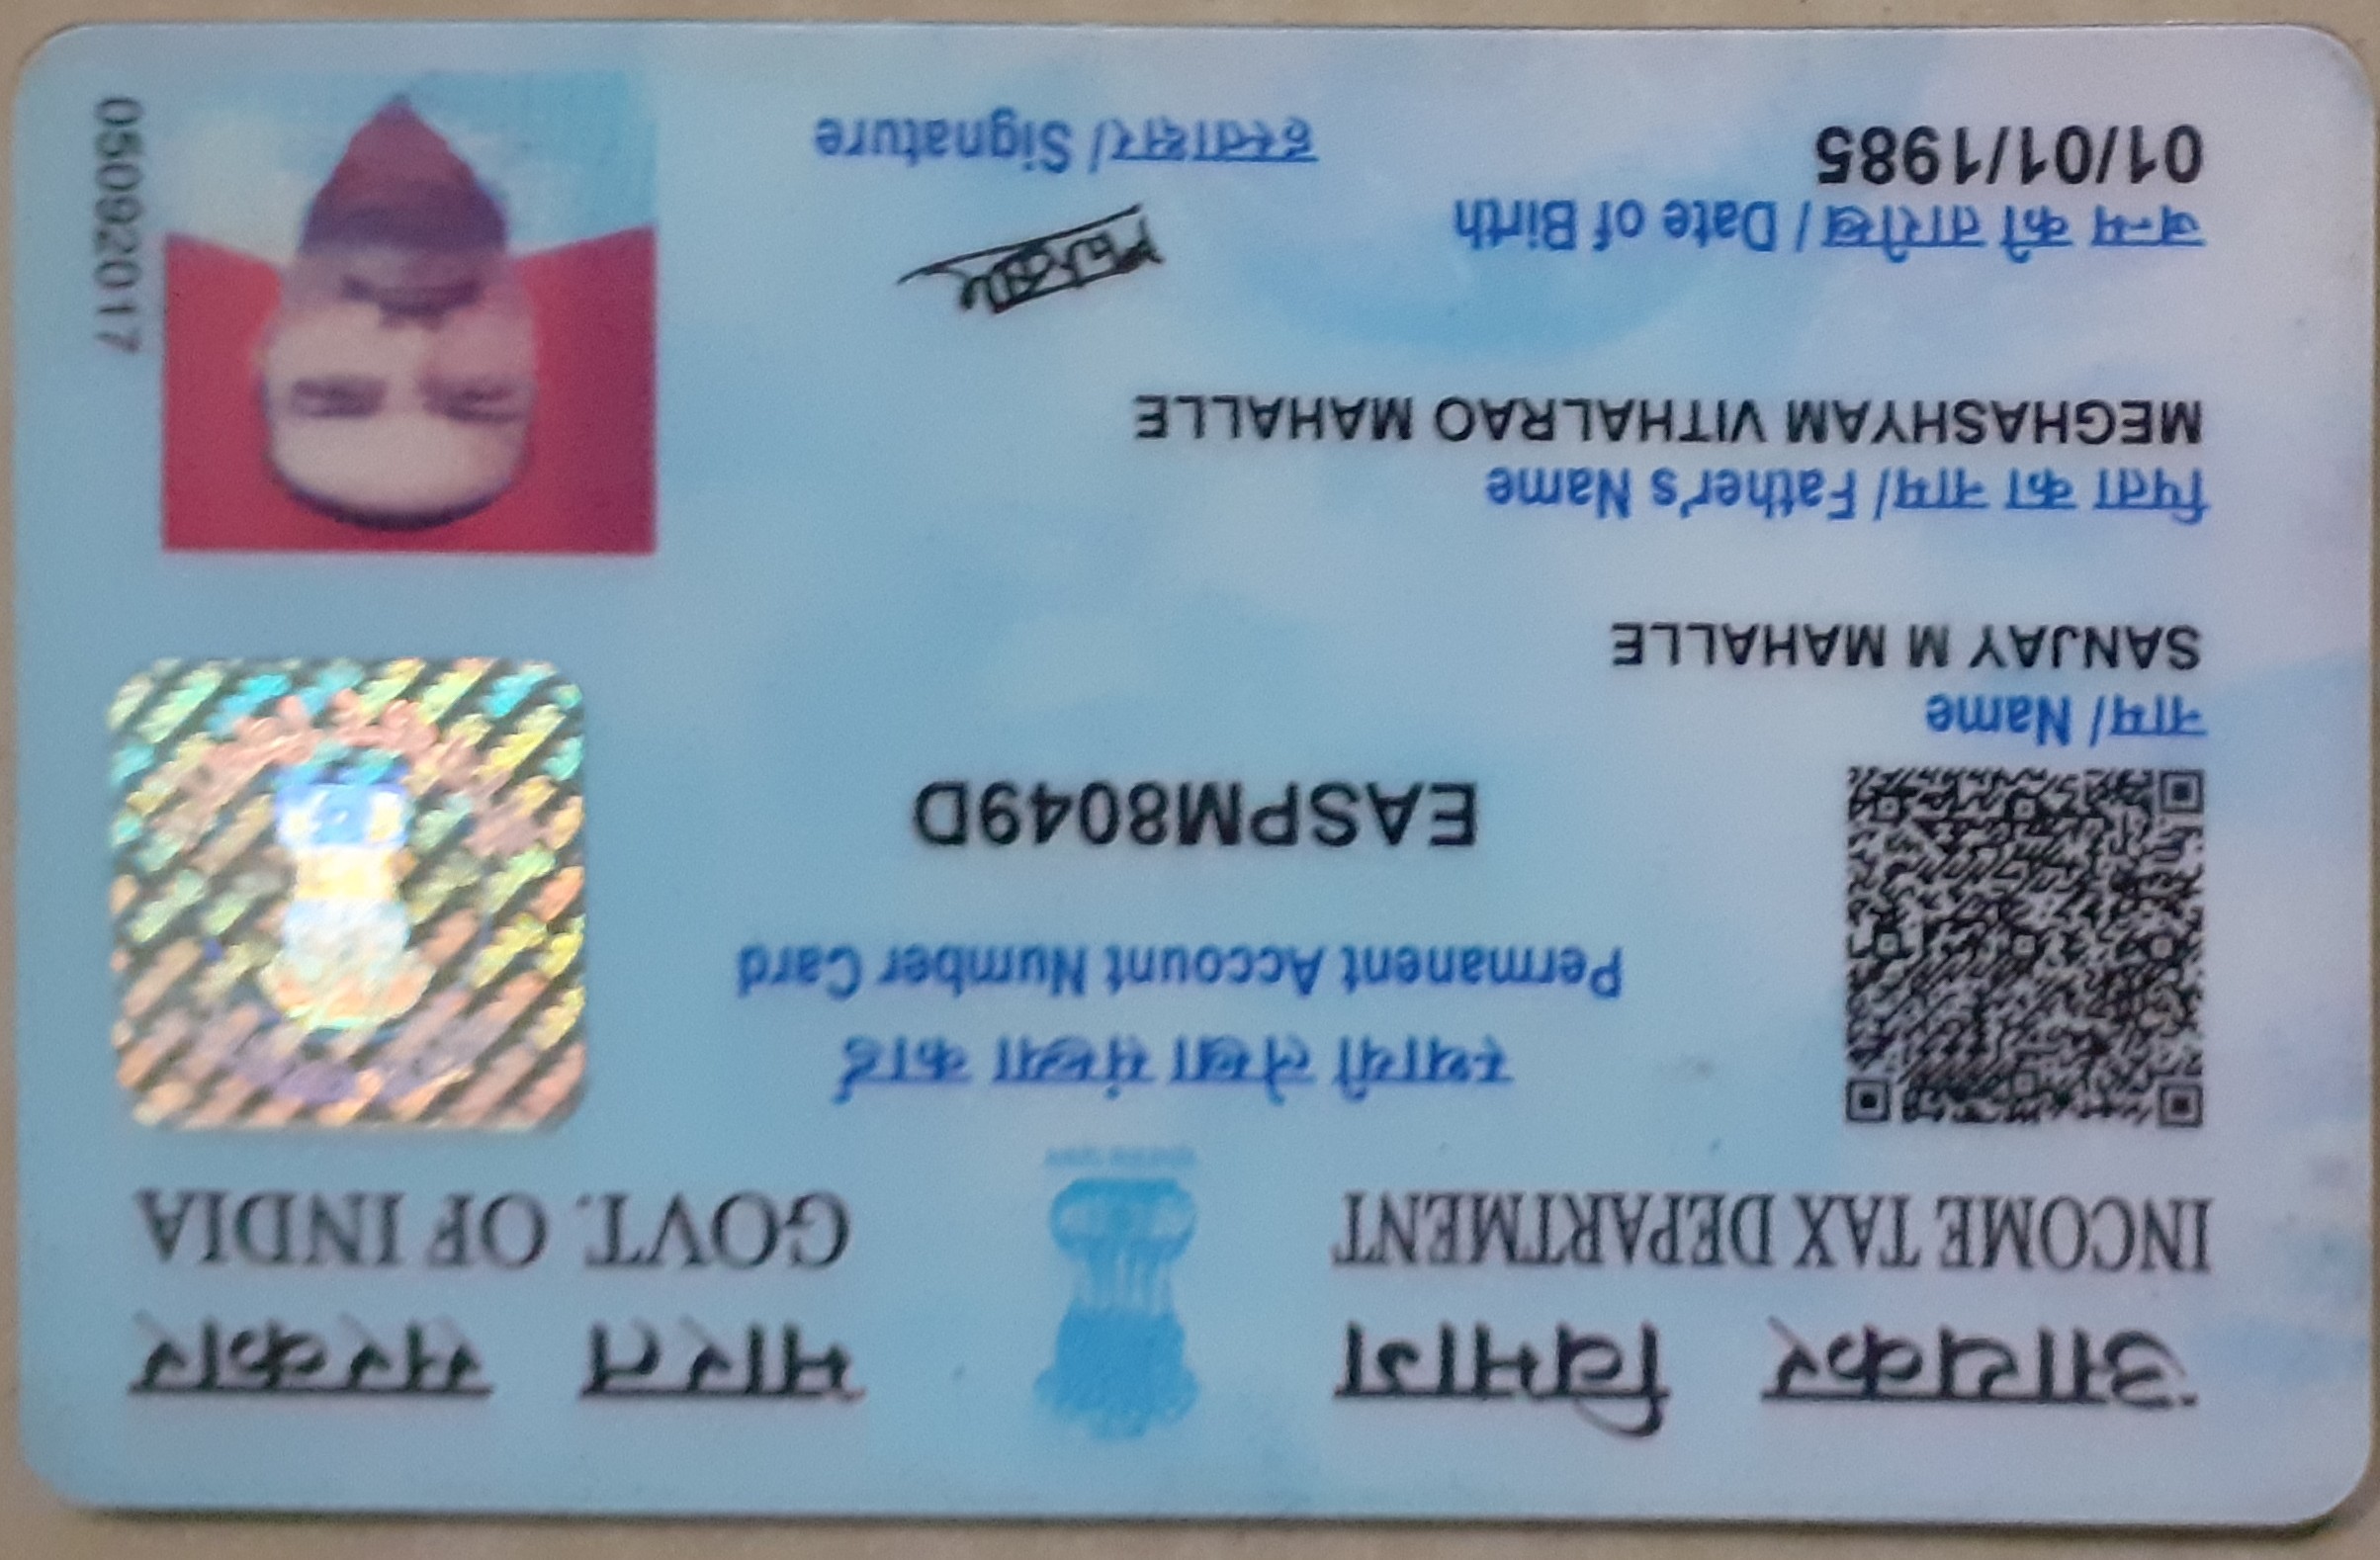 आयकर विभाग
INCOME TAX DEPARTMENT
भारत सरकार
GOVT. OF INDIA
स्थायी लेखा संख्या कार्ड
Permanent Account Number Card
EASPM8049D
नाम/ Name
SANJAY M MAHALLE
पिता का नाम/ Father's Name
MEGHASHYAM VITHALRAO MAHALLE
जन्म की तारीख / Date of Birth
01/01/1985
हस्ताक्षर/ Signature
05092017